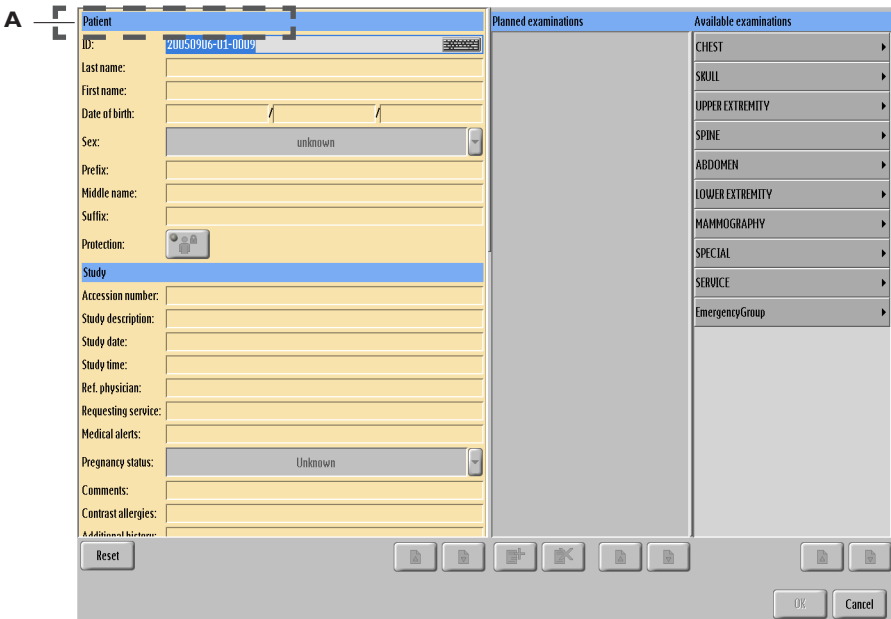 A
Patient
ID: 20050906-01-0009
Last name:
First name:
Date of birth: / /
Sex: unknown
Prefix:
Middle name:
Suffix:
Protection:
Study
Accession number:
Study description:
Study date:
Study time:
Ref. physician:
Requesting service:
Medical alerts:
Pregnancy status: Unknown
Comments:
Contrast allergies:
Additional history:
Reset
Planned examinations
Available examinations
CHEST
SKULL
UPPER EXTREMITY
SPINE
ABDOMEN
LOWER EXTREMITY
MAMMOGRAPHY
SPECIAL
SERVICE
EmergencyGroup
OK
Cancel